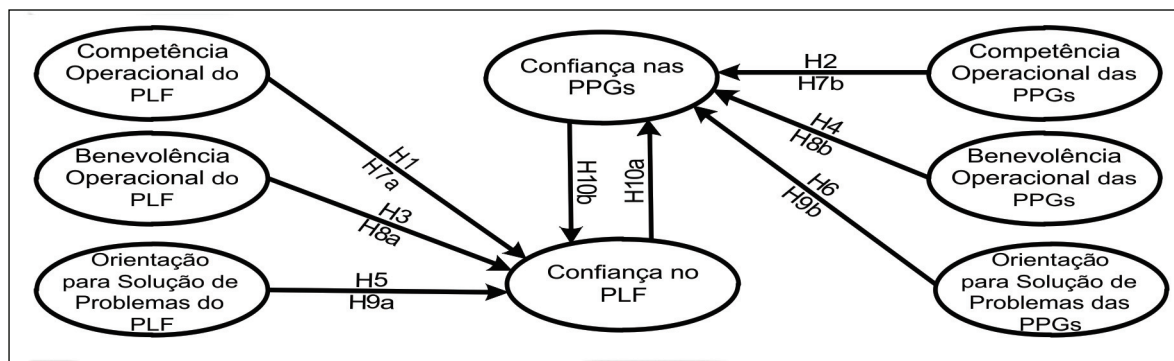 Competência
Operacional do
PLF
Benevolência
Operacional do
PLF
Orientação
para Solução de
Problemas do
PLF
H1
H7a
H3
H8a
H5
H9a
Confiança nas
PPGs
H10b
H10a
Confiança no
PLF
H2
H7b
H4
H8b
H6
H9b
Competência
Operacional das
PPGs
Benevolência
Operacional das
PPGs
Orientação
para Solução de
Problemas das
PPGs